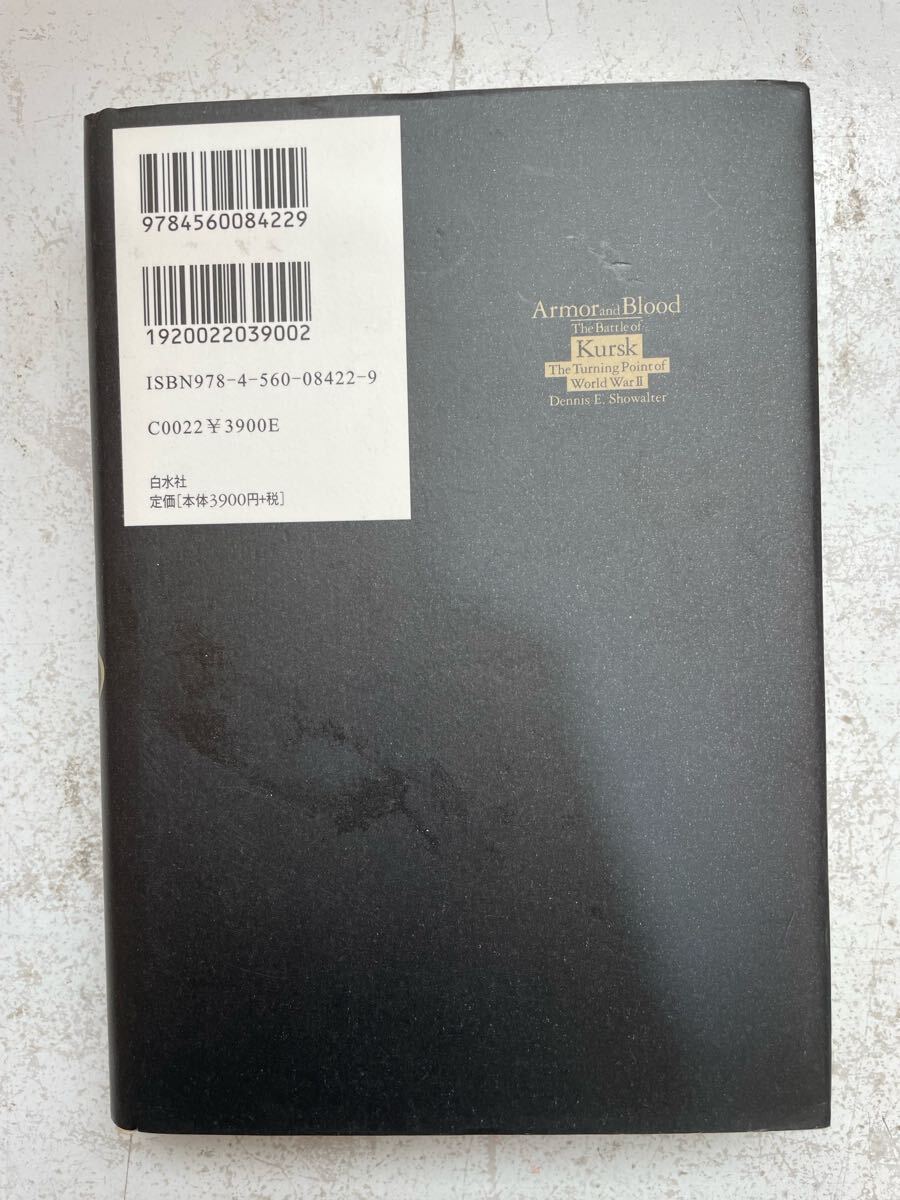 9784560084229
1920022039002
ISBN978-4-560-08422-9
C0022 ¥3900E
白水社
定価[本体3900円+税]
Armor and Blood
The Battle of
Kursk
The Turning Point of
World War II
Dennis E. Showalter